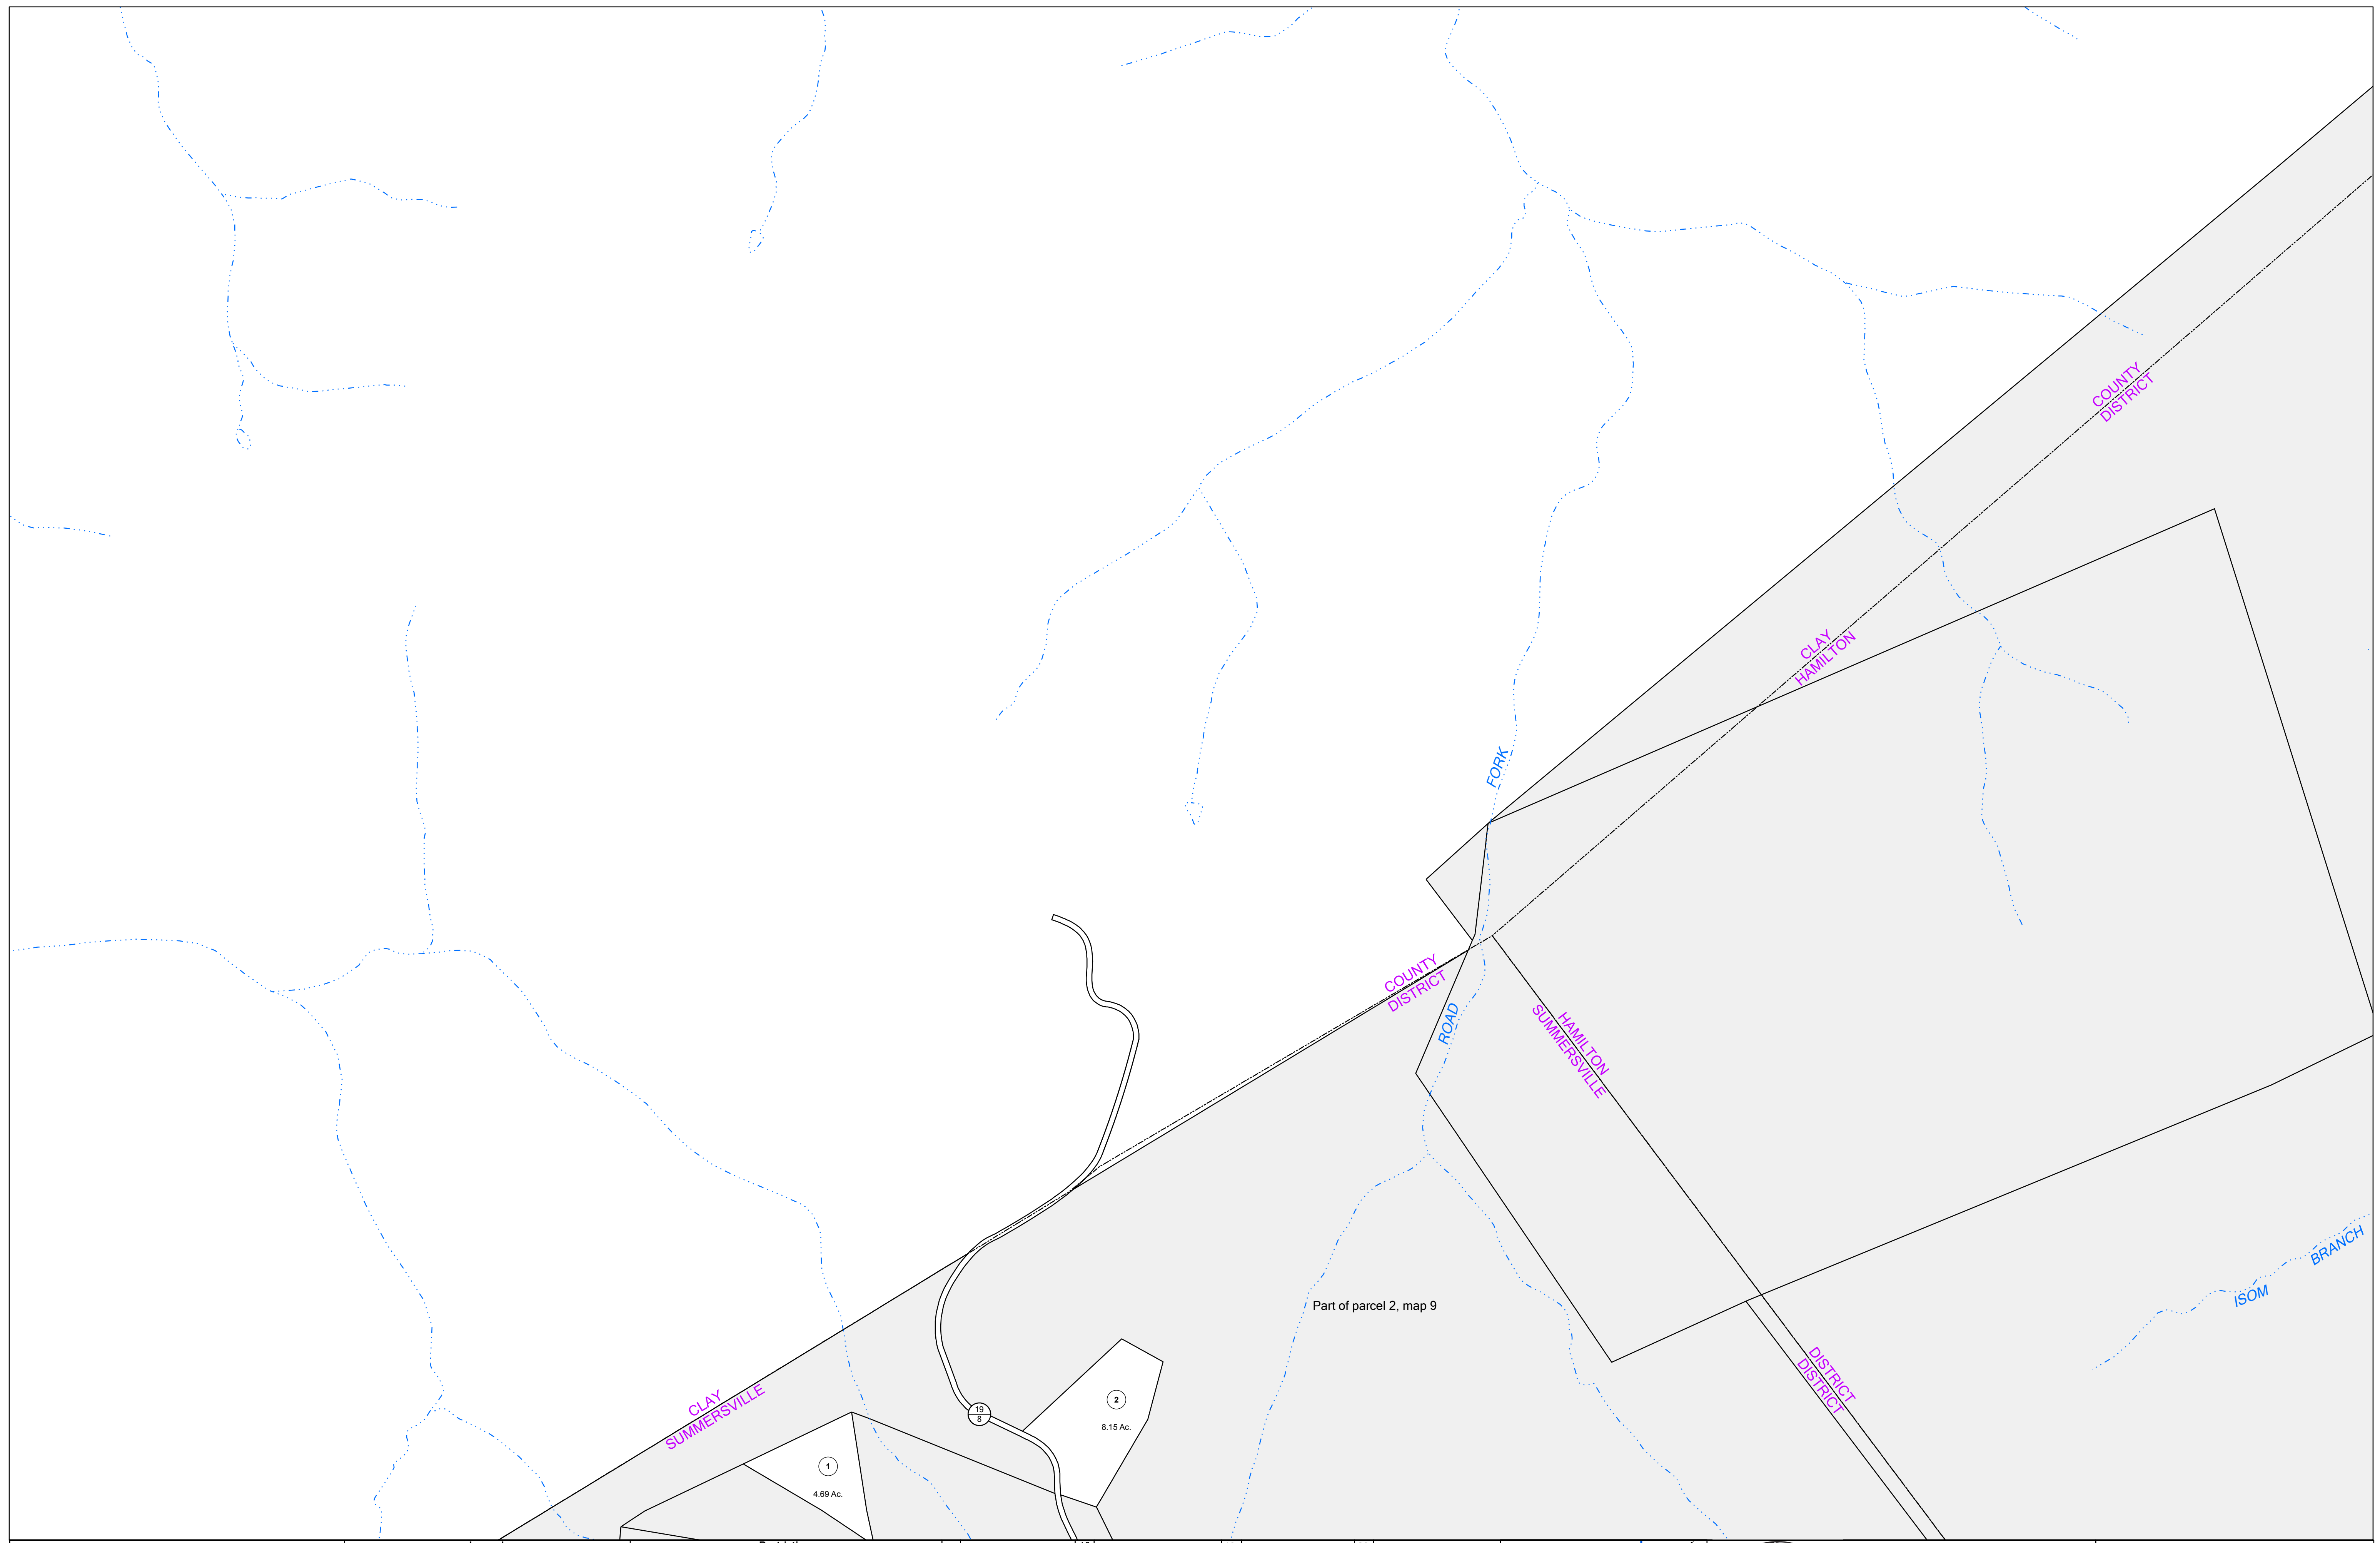 COUNTY
DISTRICT
CLAY
HAMILTON
FORK
COUNTY
DISTRICT
ROAD
HAMILTON
SUMMERSVILLE
BRANCH
ISOM
Part of parcel 2, map 9
DISTRICT
DISTRICT
CLAY
SUMMERSVILLE
2
8.15 Ac.
19
8
1
4.69 Ac.